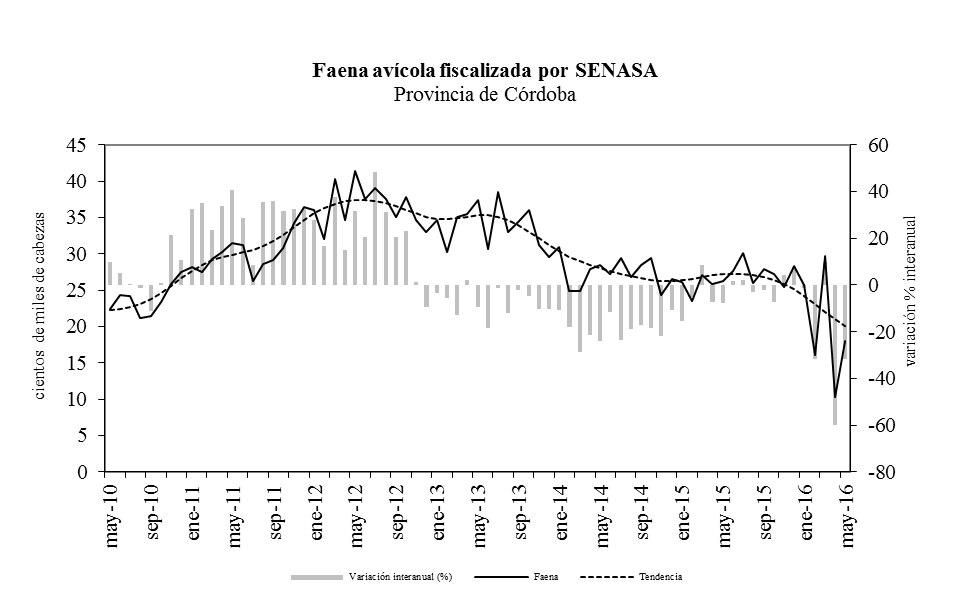 Faena avícola fiscalizada por SENASA
Provincia de Córdoba
cientos de miles de cabezas
45
40
35
30
25
20
15
10
5
0
60
40
20
0
-20
-40
-60
-80
variación % interanual
may-10
sep-10
ene-11
may-11
sep-11
ene-12
may-12
sep-12
ene-13
may-13
sep-13
ene-14
may-14
sep-14
ene-15
may-15
sep-15
ene-16
may-16
Variación interanual (%) Faena Tendencia